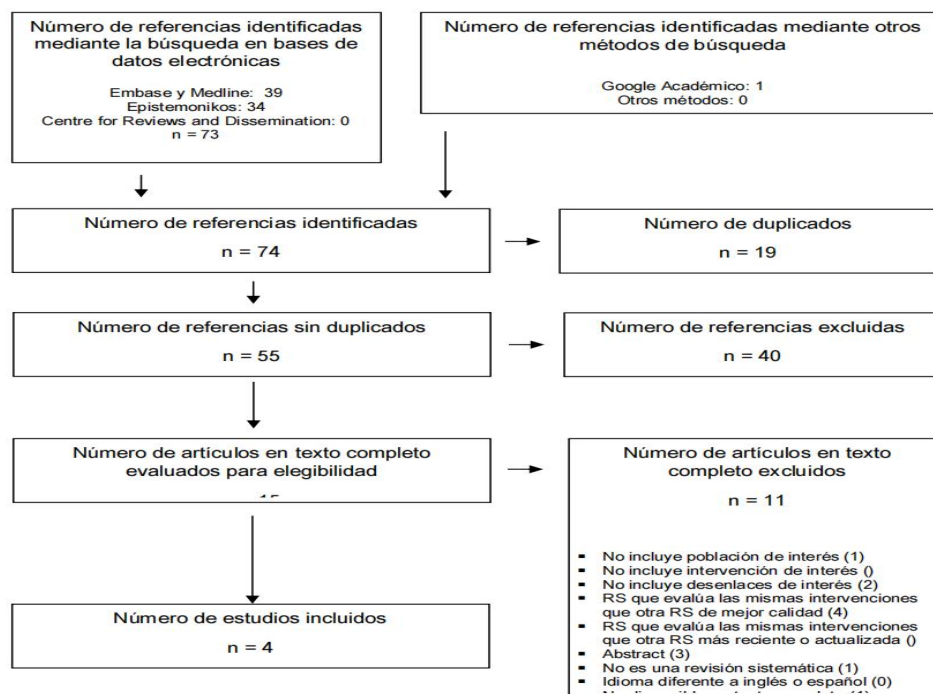 Número de referencias identificadas
mediante la búsqueda en bases de
datos electrónicas
Embase y Medline: 39
Epistemonikos: 34
Centre for Reviews and Dissemination: 0
n = 73
Número de referencias identificadas mediante otros
métodos de búsqueda
Google Académico: 1
Otros métodos: 0
Número de referencias identificadas
n = 74
Número de duplicados
n = 19
Número de referencias sin duplicados
n = 55
Número de referencias excluidas
n = 40
Número de artículos en texto completo
evaluados para elegibilidad
Número de artículos en texto
completo excluidos
n = 11
▪ No incluye población de interés (1)
▪ No incluye intervención de interés ()
▪ No incluye desenlaces de interés (2)
▪ RS que evalúa las mismas intervenciones
que otra RS de mejor calidad (4)
▪ RS que evalúa las mismas intervenciones
que otra RS más reciente o actualizada ()
▪ Abstract (3)
▪ No es una revisión sistemática (1)
▪ Idioma diferente a inglés o español (0)
Número de estudios incluidos
n = 4